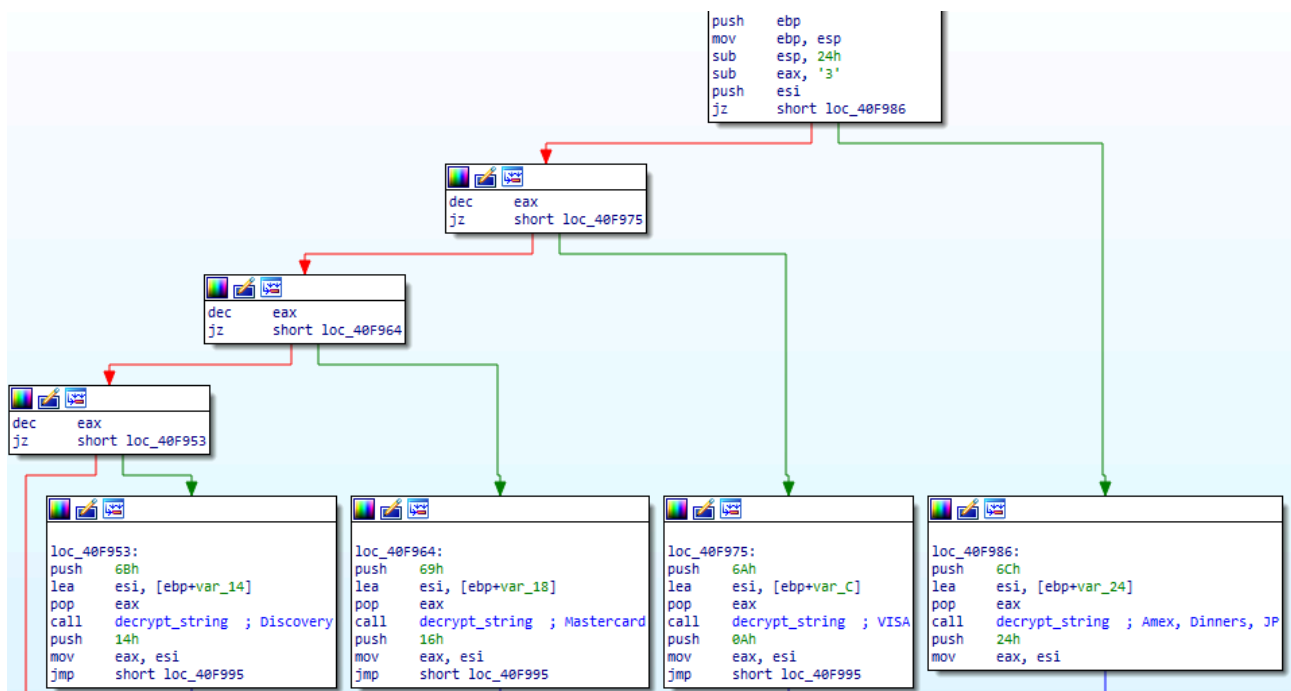 push    ebp
mov     ebp, esp
sub     esp, 24h
sub     eax, '3'
push    esi
jz      short loc_40F986
dec     eax
jz      short loc_40F975
dec     eax
jz      short loc_40F964
dec     eax
jz      short loc_40F953
loc_40F953:
push    6Bh
lea     esi, [ebp+var_14]
pop     eax
call    decrypt_string  ; Discovery
push    14h
mov     eax, esi
jmp     short loc_40F995
loc_40F964:
push    69h
lea     esi, [ebp+var_18]
pop     eax
call    decrypt_string  ; Mastercard
push    16h
mov     eax, esi
jmp     short loc_40F995
loc_40F975:
push    6Ah
lea     esi, [ebp+var_C]
pop     eax
call    decrypt_string  ; VISA
push    0Ah
mov     eax, esi
jmp     short loc_40F995
loc_40F986:
push    6Ch
lea     esi, [ebp+var_24]
pop     eax
call    decrypt_string  ; Amex, Dinners, JP
push    24h
mov     eax, esi